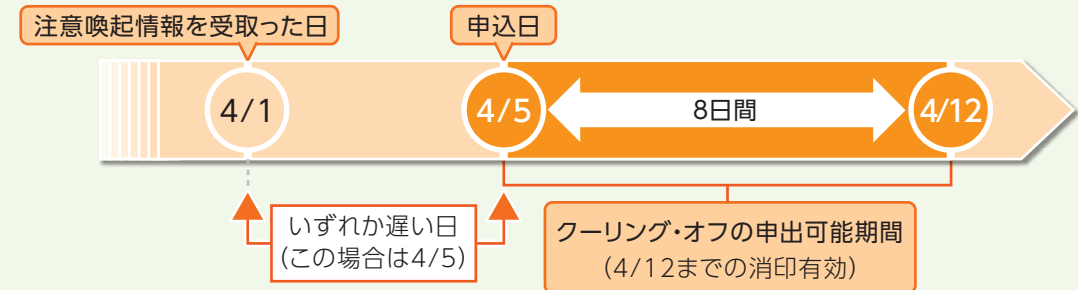 注意喚起情報を受取った日
申込日
4/1
4/5
8日間
4/12
いずれか遅い日
(この場合は4/5)
クーリング・オフの申出可能期間
(4/12までの消印有効)